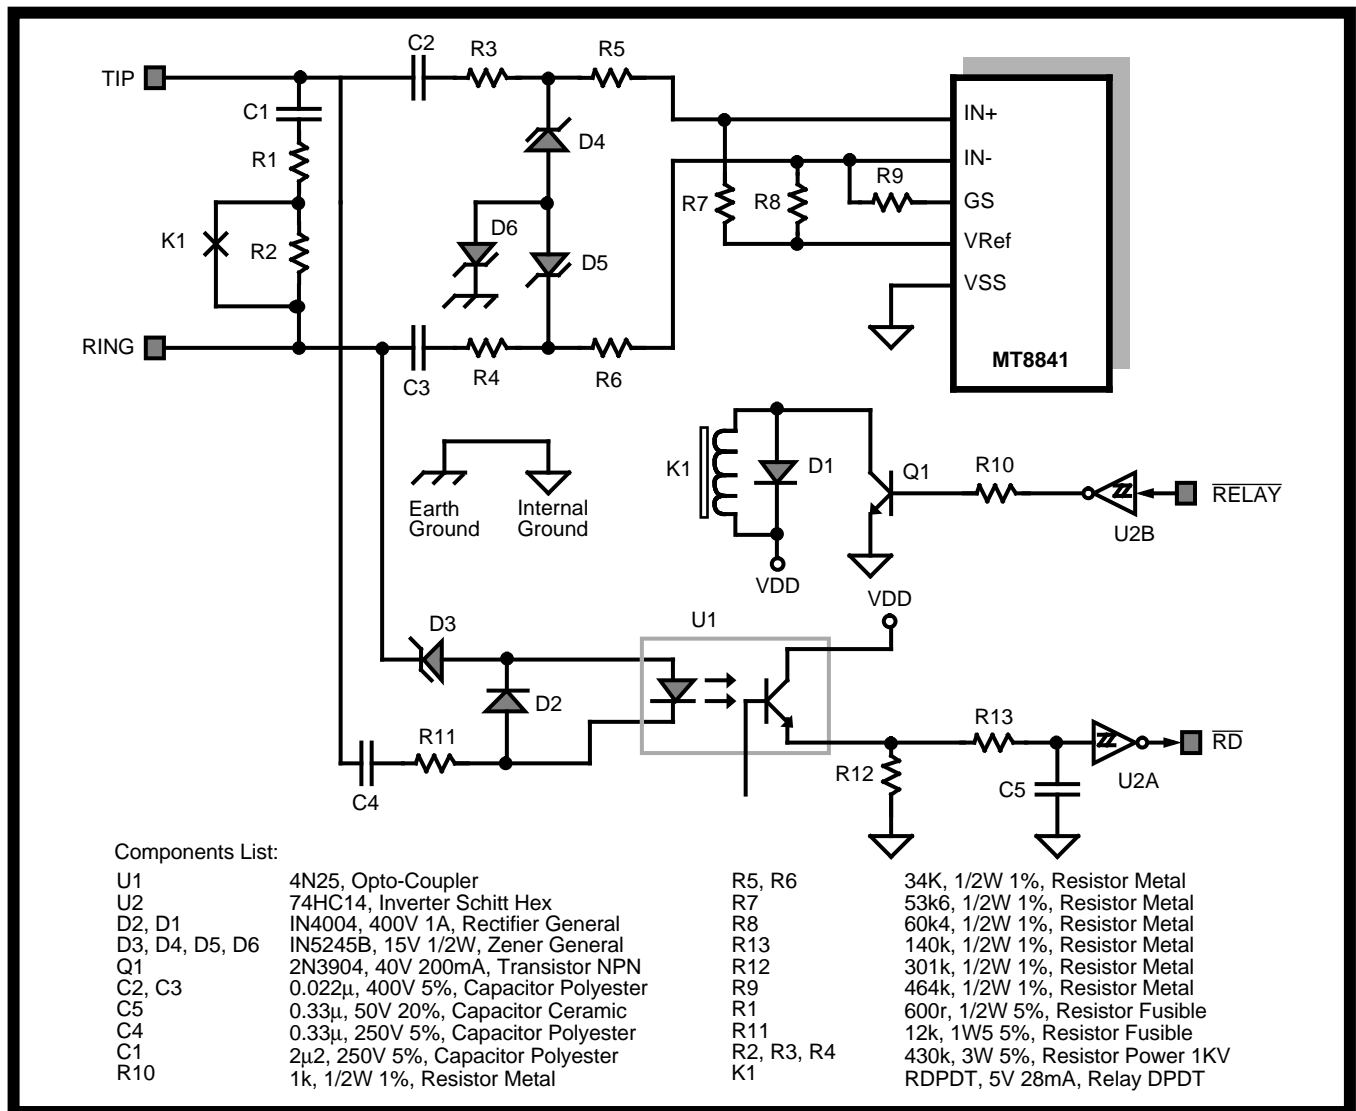 C2
R3
R5
TIP
C1
IN+
D4
R1
IN-
R9
GS
R7
R8
K1
R2
D6
D5
VRef
VSS
RING
C3
R4
R6
MT8841
K1
D1
Q1
R10
RELAY
Earth
Ground
Internal
Ground
U2B
VDD
VDD
U1
D3
D2
R11
R13
RD
R12
C5
U2A
C4
Components List:
U1 4N25, Opto-Coupler
U2 74HC14, Inverter Schitt Hex
D2, D1 IN4004, 400V 1A, Rectifier General
D3, D4, D5, D6 IN5245B, 15V 1/2W, Zener General
Q1 2N3904, 40V 200mA, Transistor NPN
C2, C3 0.022µ, 400V 5%, Capacitor Polyester
C5 0.33µ, 50V 20%, Capacitor Ceramic
C4 0.33µ, 250V 5%, Capacitor Polyester
C1 2µ2, 250V 5%, Capacitor Polyester
R10 1k, 1/2W 1%, Resistor Metal
R5, R6 34K, 1/2W 1%, Resistor Metal
R7 53k6, 1/2W 1%, Resistor Metal
R8 60k4, 1/2W 1%, Resistor Metal
R13 140k, 1/2W 1%, Resistor Metal
R12 301k, 1/2W 1%, Resistor Metal
R9 464k, 1/2W 1%, Resistor Metal
R1 600r, 1/2W 5%, Resistor Fusible
R11 12k, 1W5 5%, Resistor Fusible
R2, R3, R4 430k, 3W 5%, Resistor Power 1KV
K1 RDPDT, 5V 28mA, Relay DPDT